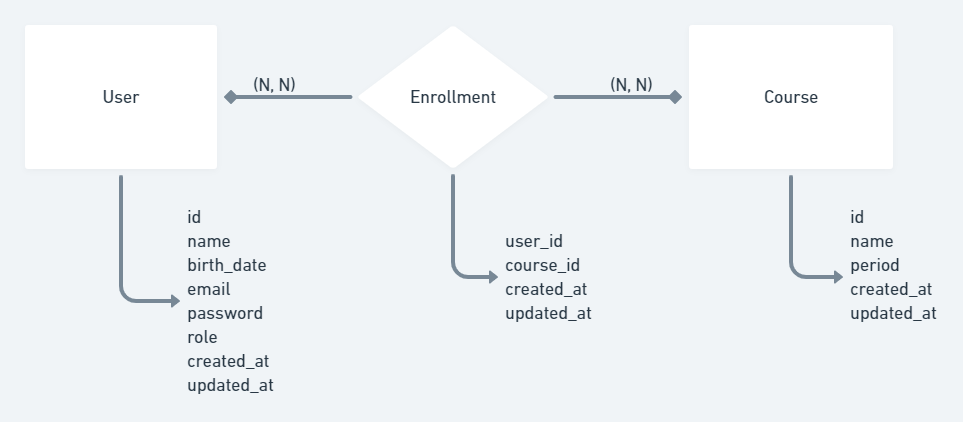 User
(N, N)
Enrollment
(N, N)
Course
id
name
birth_date
email
password
role
created_at
updated_at
user_id
course_id
created_at
updated_at
id
name
period
created_at
updated_at